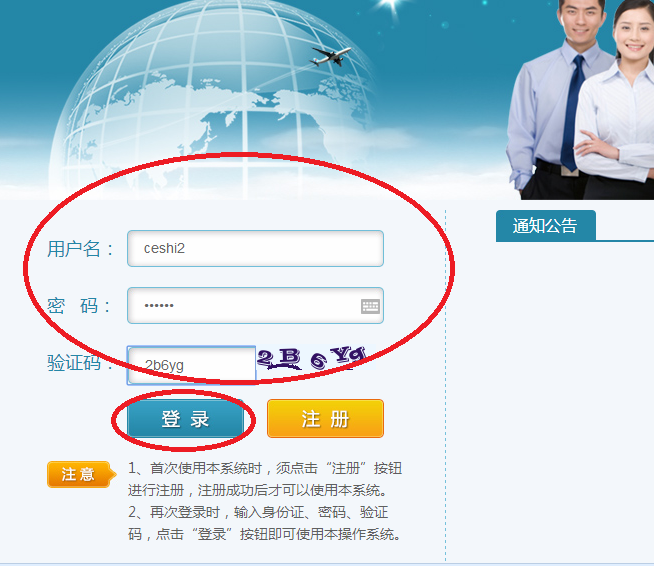 用户名： ceshi2
通知公告
密 码： ••••••
验证码： 2b6yg 2B6Yg
登 录 注 册
注 意
1、首次使用本系统时，须点击“注册”按钮
进行注册，注册成功后才可以使用本系统。
2、再次登录时，输入身份证、密码、验证
码，点击“登录”按钮即可使用本操作系统。